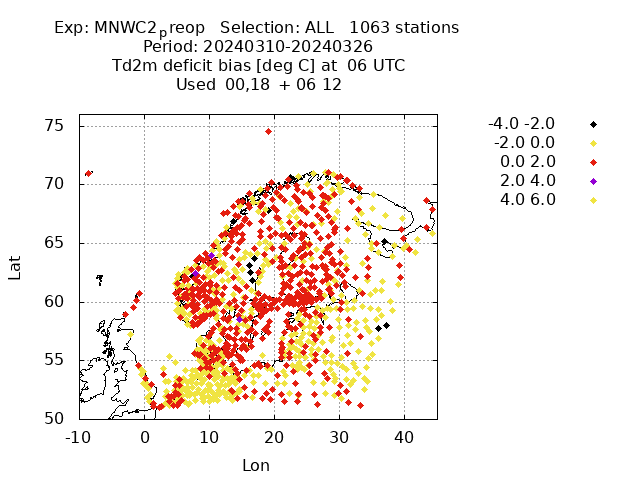 Exp: MNWC2preop Selection: ALL 1063 stations
Period: 20240310-20240326
Td2m deficit bias [deg C] at 06 UTC
Used 00,18 + 06 12
-4.0 -2.0
-2.0 0.0
0.0 2.0
2.0 4.0
4.0 6.0
75
70
65
60
55
50
Lat
-10 0 10 20 30 40
Lon